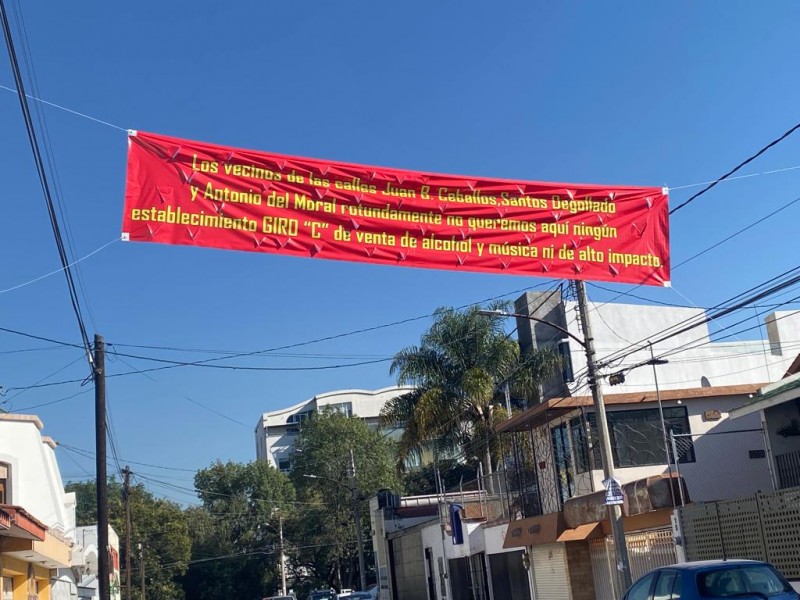 Los vecinos de las calles Juan B. Ceballos,Santos Degollado
y Antonio del Moral rotundamente no queremos aquí ningún
establecimiento GIRO "C" de venta de alcohol y música ni de alto impacto.